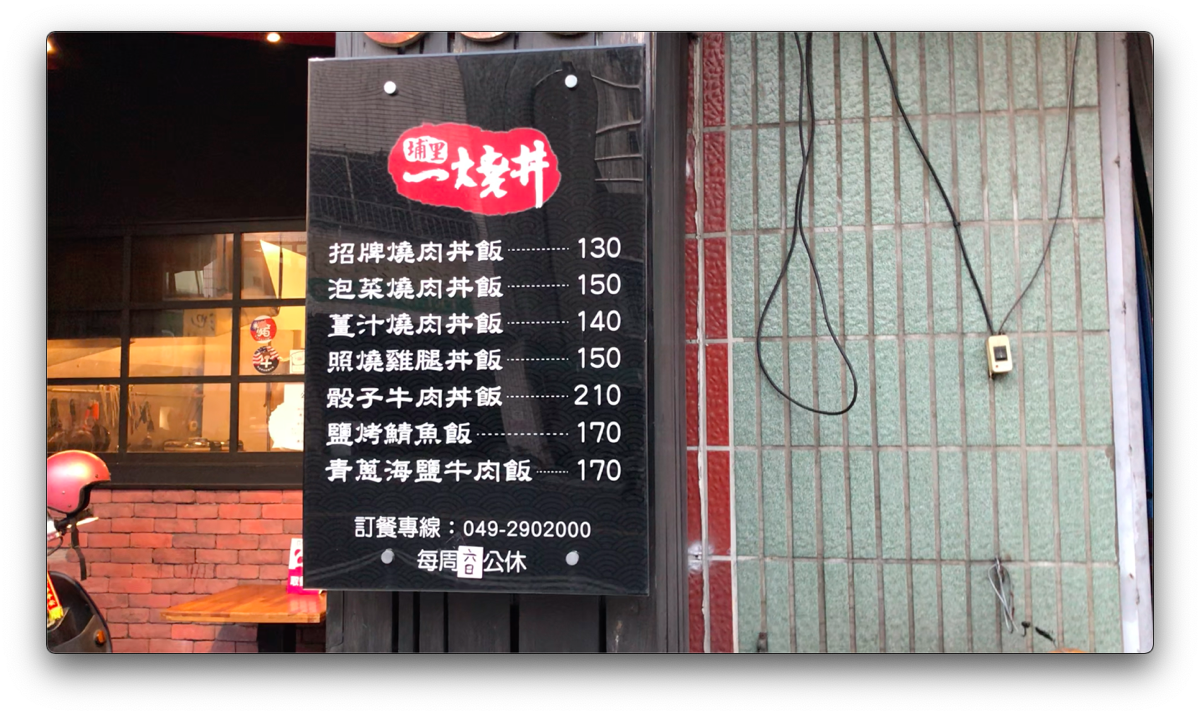 埔里
一大燒丼
招牌燒肉丼飯 130
泡菜燒肉丼飯 150
薑汁燒肉丼飯 140
照燒雞腿丼飯 150
骰子牛肉丼飯 210
鹽烤鯖魚飯 170
青蔥海鹽牛肉飯 170
訂餐專線：049-2902000
每周六日公休